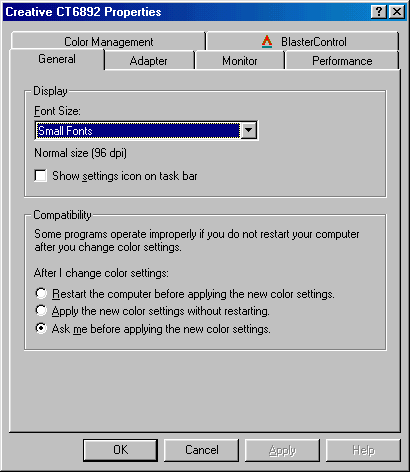 Creative CT6892 Properties
Color Management
BlasterControl
General
Adapter
Monitor
Performance
Display
Font Size:
Small Fonts
Normal size (96 dpi)
Show settings icon on task bar
Compatibility
Some programs operate improperly if you do not restart your computer
after you change color settings.
After I change color settings:
Restart the computer before applying the new color settings.
Apply the new color settings without restarting.
Ask me before applying the new color settings.
OK
Cancel
Apply
Help